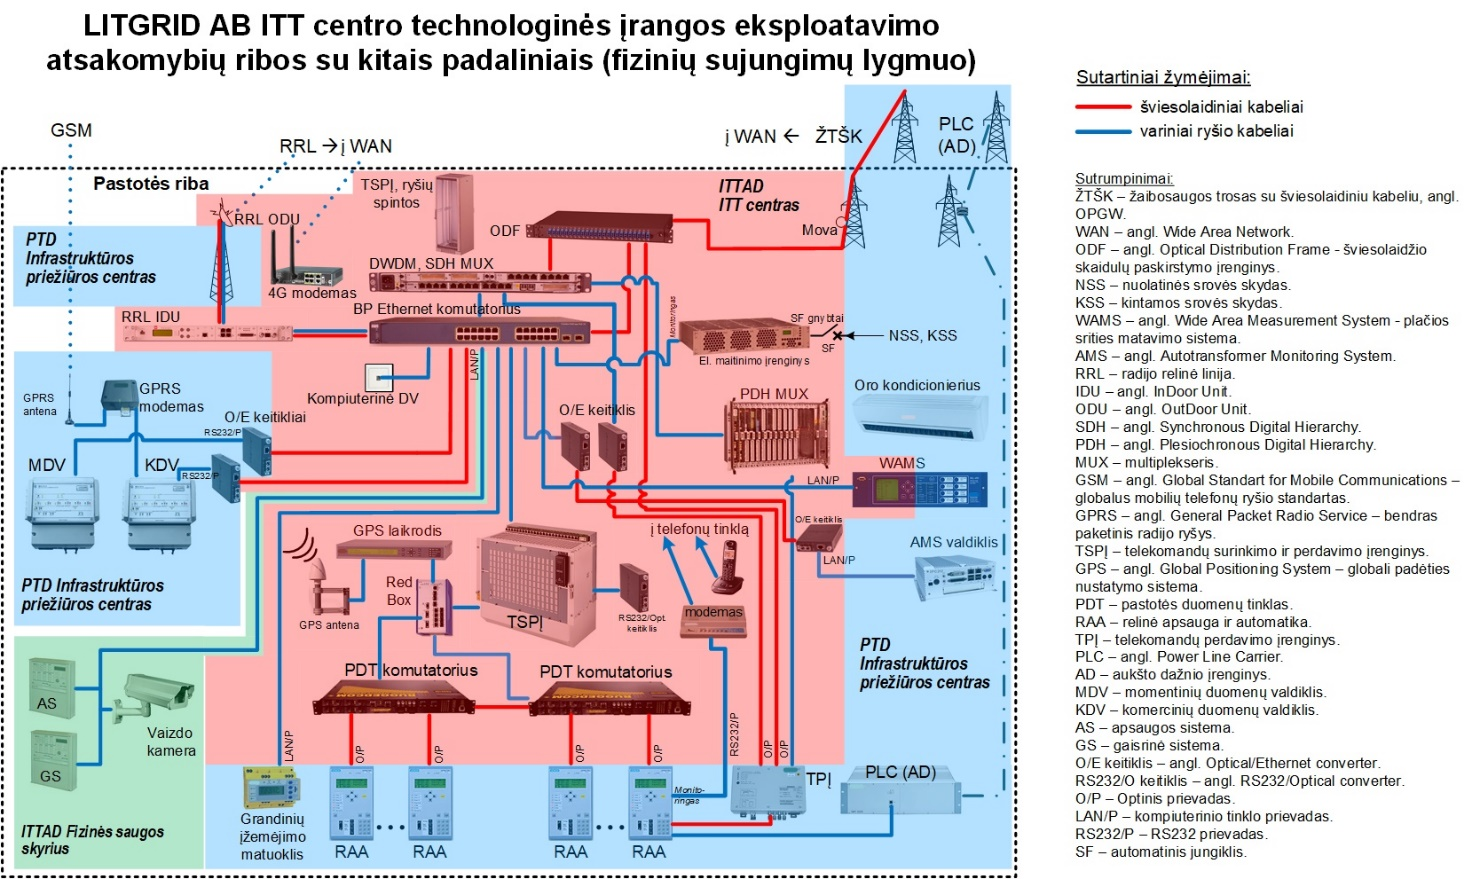 LITGRID AB ITT centro technologinės įrangos eksploatavimo
atsakomybių ribos su kitais padaliniais (fizinių sujungimų lygmuo)
GSM
RRL → į WAN
į WAN ← ŽTŠK
PLC
(AD)
Pastotės riba
TSPĮ, ryšių
spintos
ITTAD
ITT centras
RRL ODU
ODF
Mova
PTD
Infrastruktūros
priežiūros centras
4G modemas
DWDM, SDH MUX
BP Ethernet komutatorius
RRL IDU
Monitoringas
SF gnybtai
SF
NSS, KSS
El. maitinimo įrenginys
LAN/P
GPRS
antena
GPRS
modemas
Kompiuterinė DV
O/E keitikliai
RS232/P
O/E keitiklis
PDH MUX
Oro kondicionierius
MDV
KDV
RS232/P
WAMS
LAN/P
O/E keitiklis
LAN/P
AMS valdiklis
GPS laikrodis
į telefonų tinklą
Red
Box
GPS antena
TSPĮ
RS232/Opt.
keitiklis
modemas
PTD Infrastruktūros
priežiūros centras
PTD
Infrastruktūros
priežiūros centras
PDT komutatorius
PDT komutatorius
AS
GS
Vaizdo
kamera
LAN/P
O/P
O/P
O/P
O/P
RS232/P
O/P
O/P
Monito-
ringas
TPĮ
PLC (AD)
Grandinių
įžemėjimo
matuoklis
RAA
RAA
RAA
RAA
ITTAD Fizinės saugos
skyrius
Sutartiniai žymėjimai:
šviesolaidiniai kabeliai
variniai ryšio kabeliai
Sutrumpinimai:
ŽTŠK – žaibosaugos trosas su šviesolaidiniu kabeliu, angl.
OPGW.
WAN – angl. Wide Area Network.
ODF – angl. Optical Distribution Frame - šviesolaidžio
skaidulų paskirstymo įrenginys.
NSS – nuolatinės srovės skydas.
KSS – kintamos srovės skydas.
WAMS – angl. Wide Area Measurement System - plačios
srities matavimo sistema.
AMS – angl. Autotransformer Monitoring System.
RRL – radijo relinė linija.
IDU – angl. InDoor Unit.
ODU – angl. OutDoor Unit.
SDH – angl. Synchronous Digital Hierarchy.
PDH – angl. Plesiochronous Digital Hierarchy.
MUX – multiplekseris.
GSM – angl. Global Standart for Mobile Communications –
globalus mobilių telefonų ryšio standartas.
GPRS – angl. General Packet Radio Service – bendras
paketinis radijo ryšys.
TSPĮ – telekomandų surinkimo ir perdavimo įrenginys.
GPS – angl. Global Positioning System – globali padėties
nustatymo sistema.
PDT – pastotės duomenų tinklas.
RAA – relinė apsauga ir automatika.
TPĮ – telekomandų perdavimo įrenginys.
PLC – angl. Power Line Carrier.
AD – aukšto dažnio įrenginys.
MDV – momentinių duomenų valdiklis.
KDV – komercinių duomenų valdiklis.
AS – apsaugos sistema.
GS – gaisrinė sistema.
O/E keitiklis – angl. Optical/Ethernet converter.
RS232/O keitiklis – angl. RS232/Optical converter.
O/P – Optinis prievadas.
LAN/P – kompiuterinio tinklo prievadas.
RS232/P – RS232 prievadas.
SF – automatinis jungiklis.